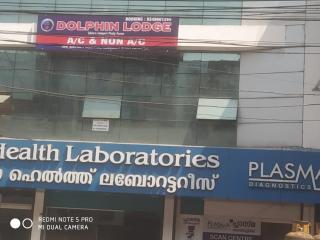 DOLPHIN LODGE
A/C & NUN A/C
Health Laboratories
ഹെൽത്ത് ലബോറട്ടറീസ്
PLASMA
DIAGNOSTICS
SCAN CENTRE
REDMI NOTE 5 PRO
MI DUAL CAMERA